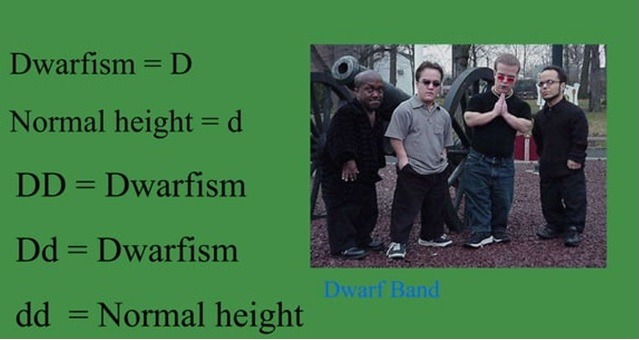 Dwarfism = D
Normal height = d
DD = Dwarfism
Dd = Dwarfism
dd = Normal height
Dwarf Band